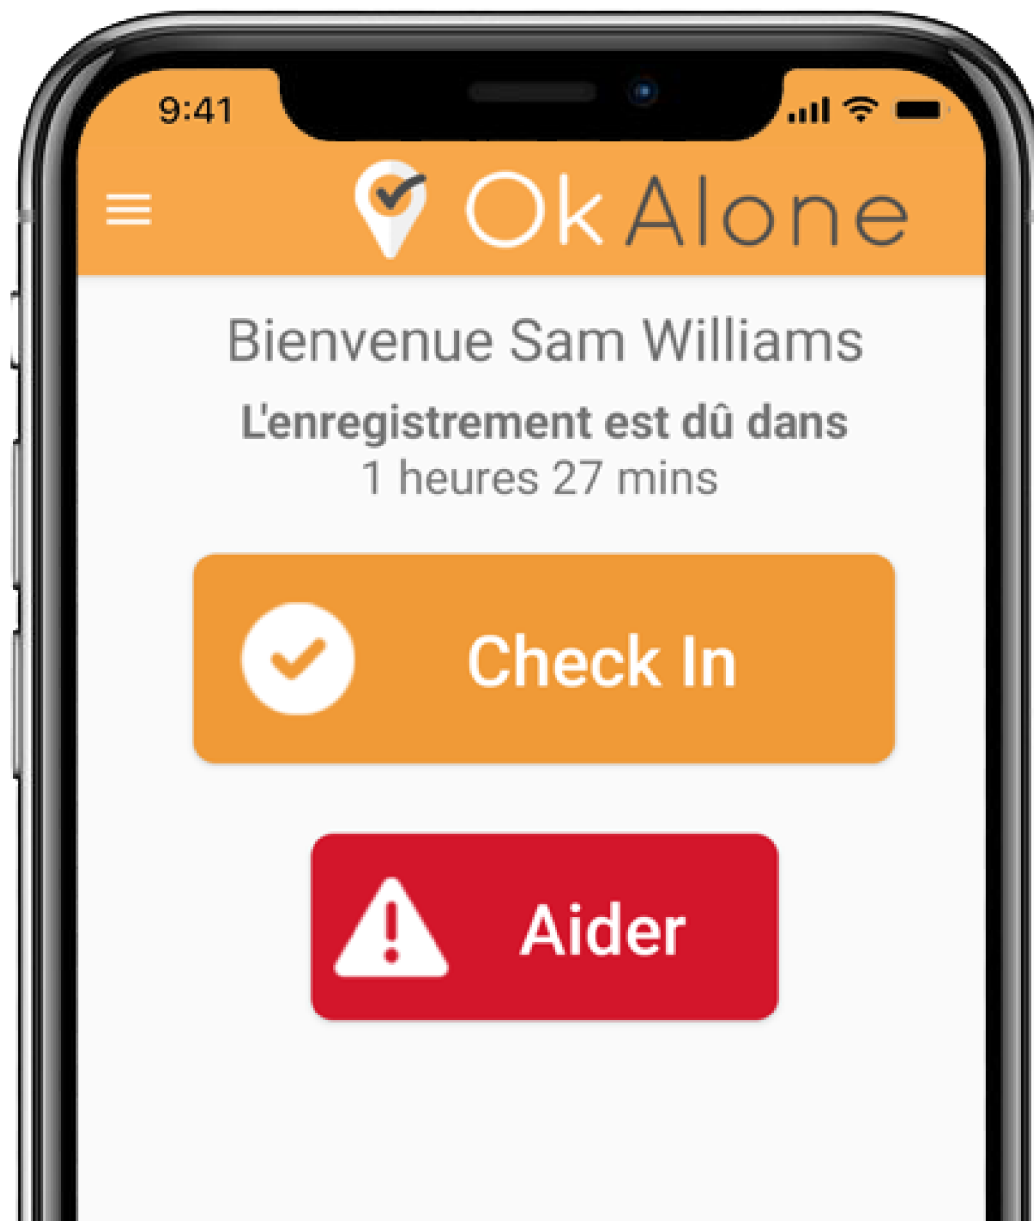 9:41
Ok Alone
Bienvenue Sam Williams
L'enregistrement est dû dans
1 heures 27 mins
Check In
Aider